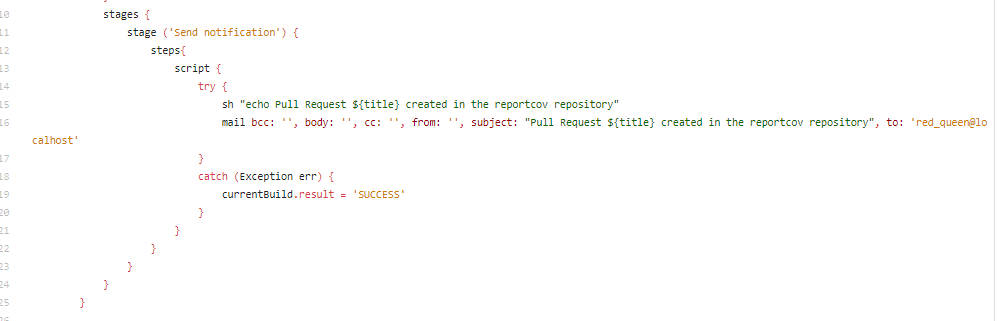 10 stages {
11 stage ('Send notification') {
12 steps{
13 script {
14 try {
15 sh "echo Pull Request ${title} created in the reportcov repository"
16 mail bcc: '', body: '', cc: '', from: '', subject: "Pull Request ${title} created in the reportcov repository", to: 'red_queen@lo
calhost'
17 }
18 catch (Exception err) {
19 currentBuild.result = 'SUCCESS'
20 }
21 }
22 }
23 }
24 }
25 }